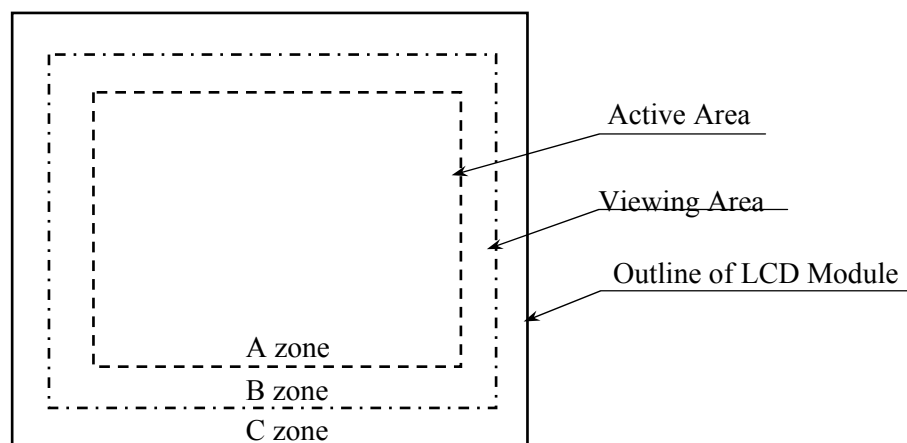 Active Area
Viewing Area
Outline of LCD Module
A zone
B zone
C zone